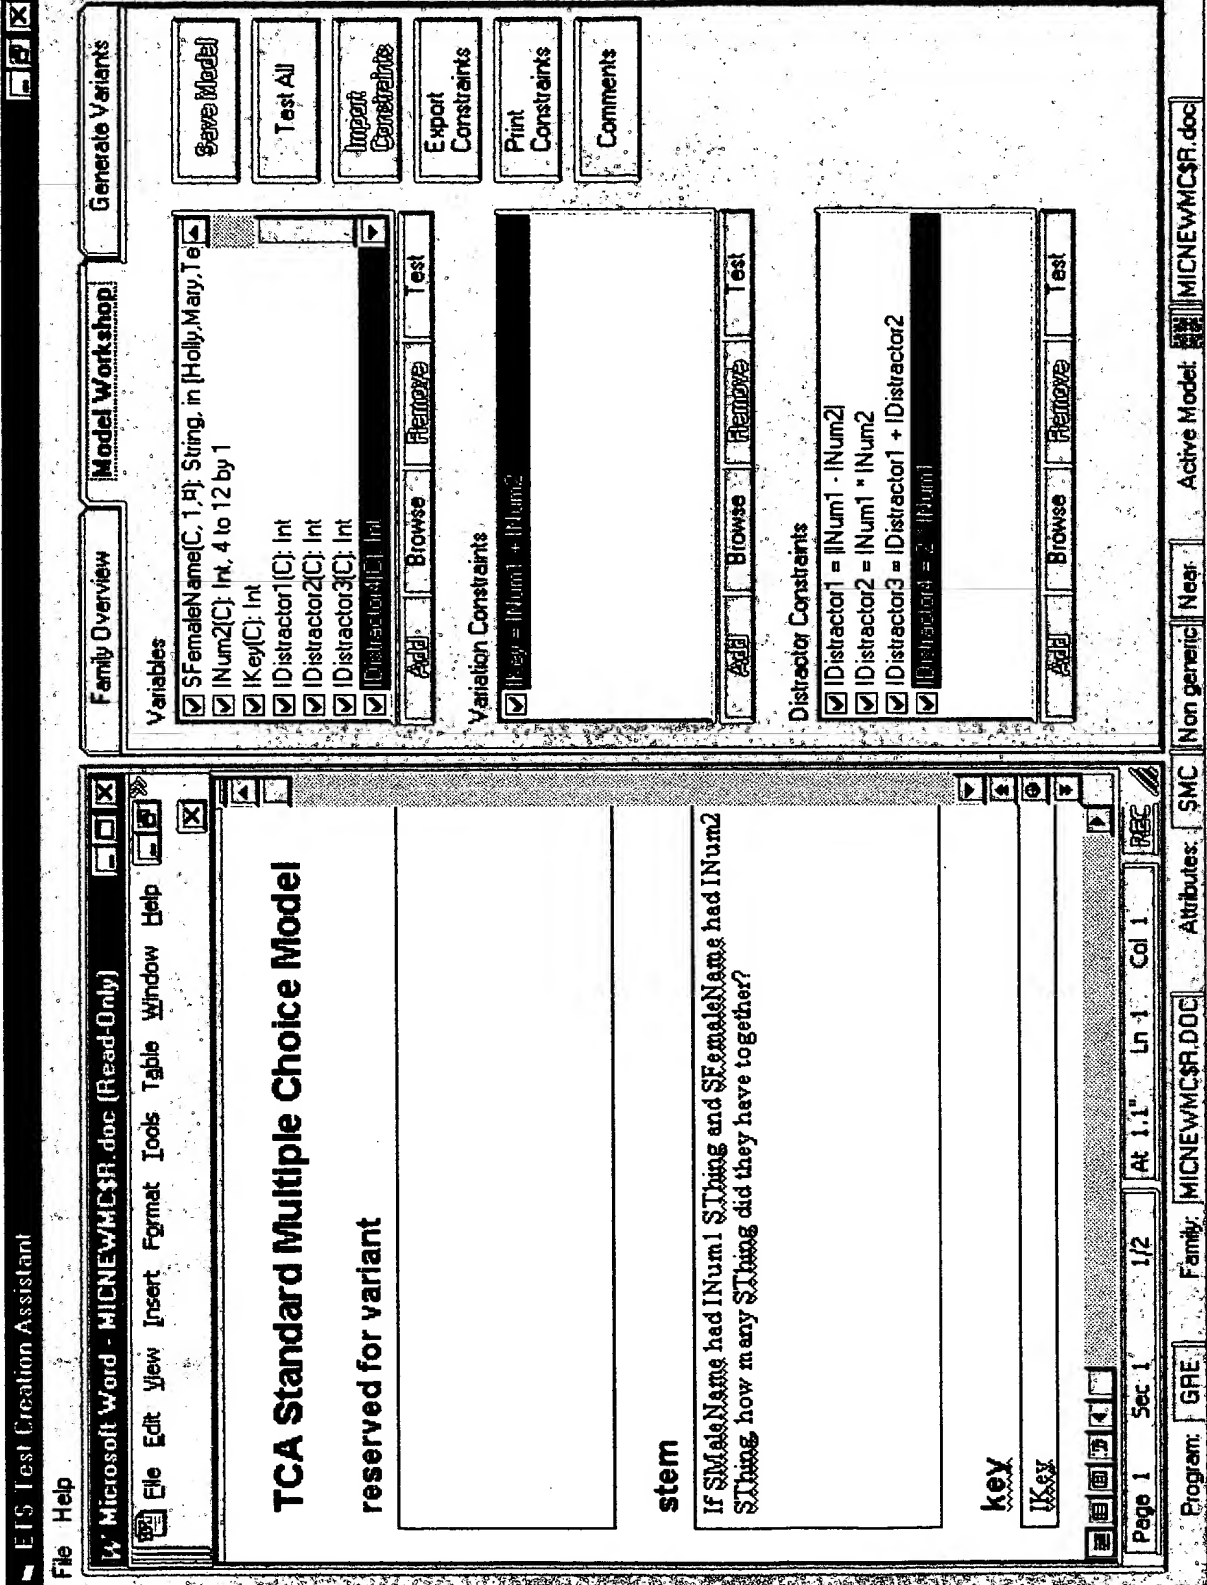 ETS Test Creation Assistant
File Help
W Microsoft Word - MICNEWMC$R.doc (Read-Only)
File Edit View Insert Format Tools Table Window Help
TCA Standard Multiple Choice Model
reserved for variant
stem
If SMaleName had INum1 SThing and SFemaleName had INum2
SThing, how many SThing did they have together?
key
IKey
Page 1 Sec 1 1/2 At 1.1" Ln 1 Col 1 REC
Family Overview
Model Workshop
Generate Variants
Variables
SFemaleName(C, 1,¤): String, in [Holly,Mary,Te
INum2(C): Int, 4 to 12 by 1
IKey(C): Int
IDistractor1(C): Int
IDistractor2(C): Int
IDistractor3(C): Int
IDistractor4(C): Int
Add Browse Remove Test
Variation Constraints
IKey = INum1 + INum2
Add Browse Remove Test
Distractor Constraints
IDistractor1 = |INum1 - INum2|
IDistractor2 = INum1 * INum2
IDistractor3 = IDistractor1 + IDistractor2
IDistractor4 = 2 * INum1
Add Browse Remove Test
Save Model
Test All
Import
Constraints
Export
Constraints
Print
Constraints
Comments
Program: GRE Family: MICNEWMC$R.DOC Attributes: SMC Non generic Near Active Model: MICNEWMC$R.doc